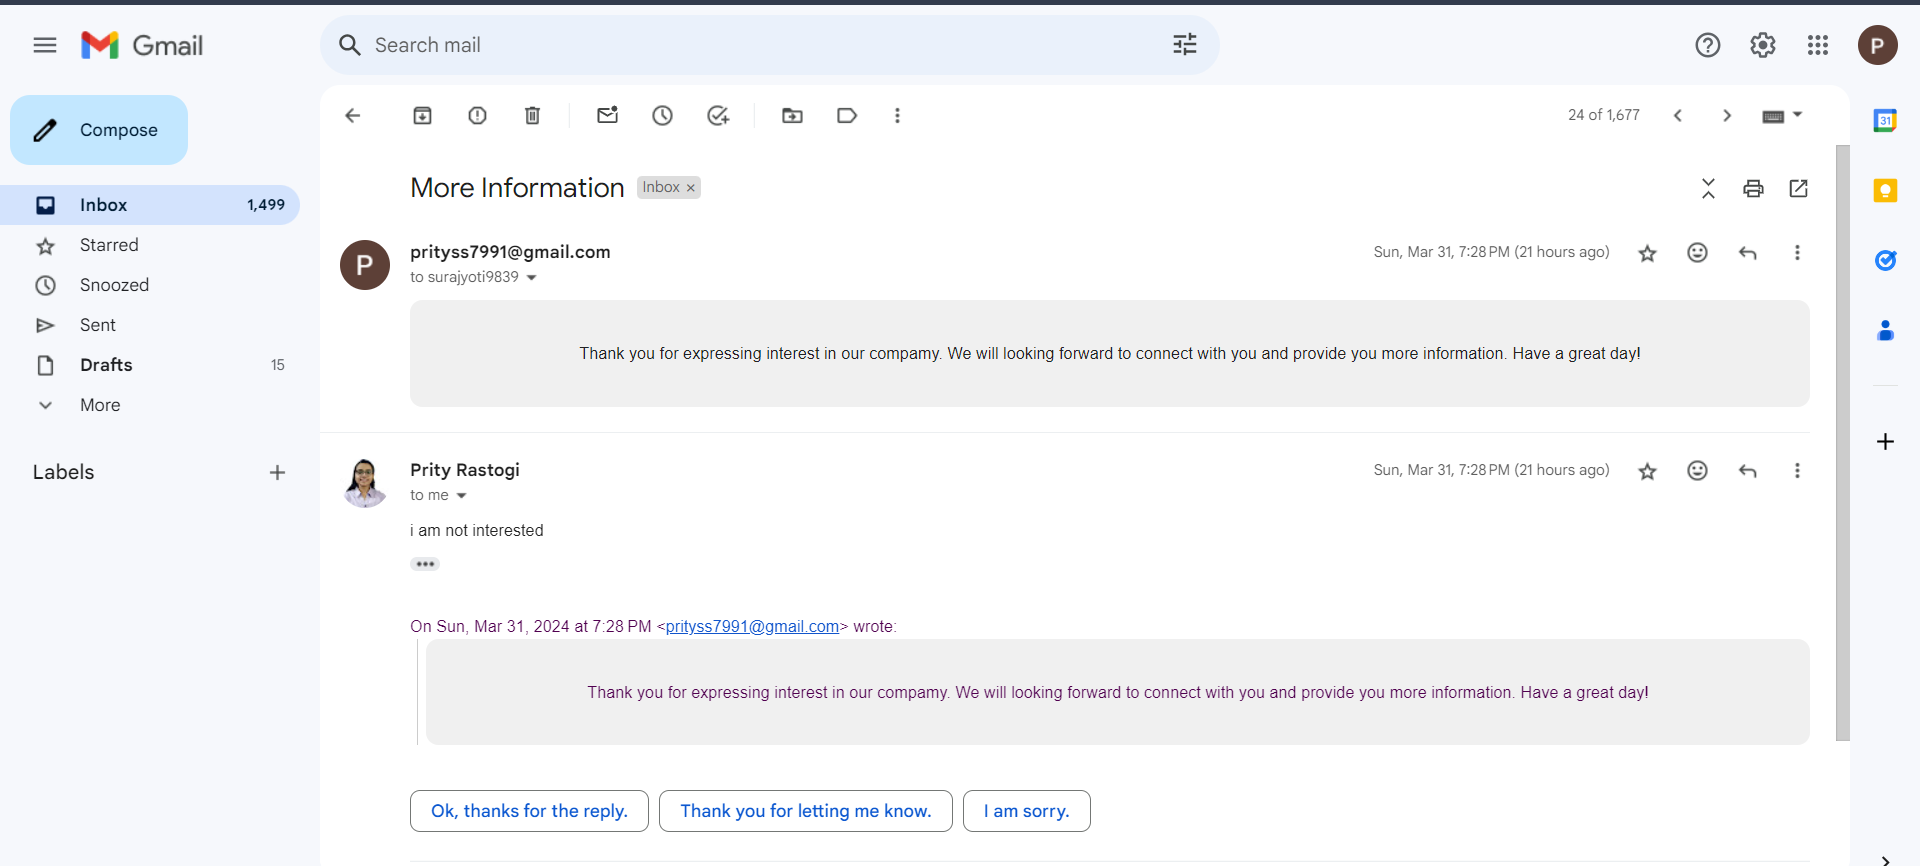 Gmail
Search mail
P
Compose
24 of 1,677
31
More Information
Inbox ×
Inbox 1,499
Starred
Snoozed
Sent
Drafts 15
More
Labels
P
prityss7991@gmail.com
Sun, Mar 31, 7:28 PM (21 hours ago)
to surajyoti9839
Thank you for expressing interest in our compamy. We will looking forward to connect with you and provide you more information. Have a great day!
Prity Rastogi
Sun, Mar 31, 7:28 PM (21 hours ago)
to me
i am not interested
On Sun, Mar 31, 2024 at 7:28 PM <prityss7991@gmail.com> wrote:
Thank you for expressing interest in our compamy. We will looking forward to connect with you and provide you more information. Have a great day!
Ok, thanks for the reply.
Thank you for letting me know.
I am sorry.